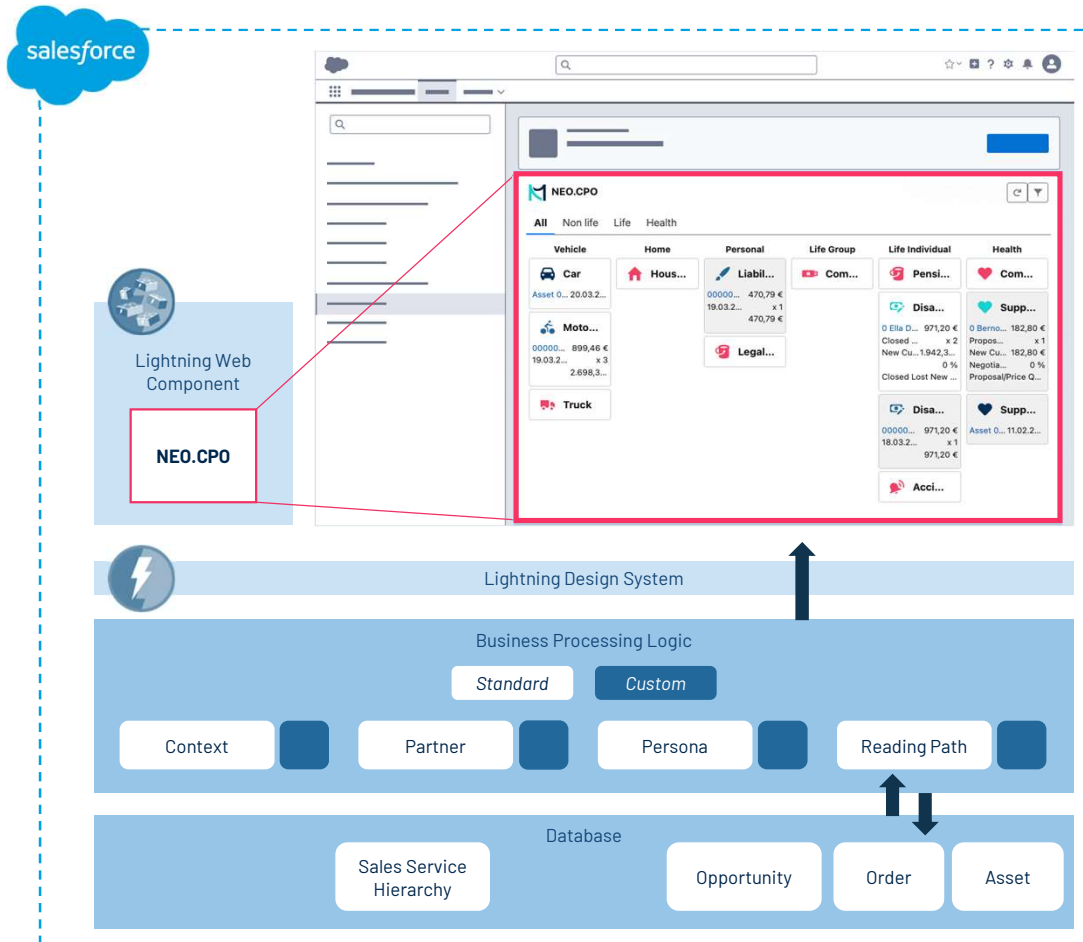 salesforce
NEO.CPO
All Non life Life Health
Vehicle Home Personal Life Group Life Individual Health
Car Hous... Liabil... Com... Pensi... Com...
Asset 0... 20.03.2...
00000... 470,79 €
19.03.2... x 1
470,79 €
Moto...
00000... 899,46 €
19.03.2... x 3
2.698,3...
Legal...
Truck
Disa...
0 Ella D... 971,20 €
Closed ... x 2
New Cu...1.942,3...
0 %
Closed Lost New ...
Supp...
0 Berno... 182,80 €
Propos... x 1
New Cu... 182,80 €
Negotia... 0 %
Proposal/Price Q...
Disa...
00000... 971,20 €
18.03.2... x 1
971,20 €
Supp...
Asset 0... 11.02.2...
Acci...
Lightning Web
Component
NEO.CPO
Lightning Design System
Business Processing Logic
Standard Custom
Context Partner Persona Reading Path
Database
Sales Service
Hierarchy
Opportunity Order Asset